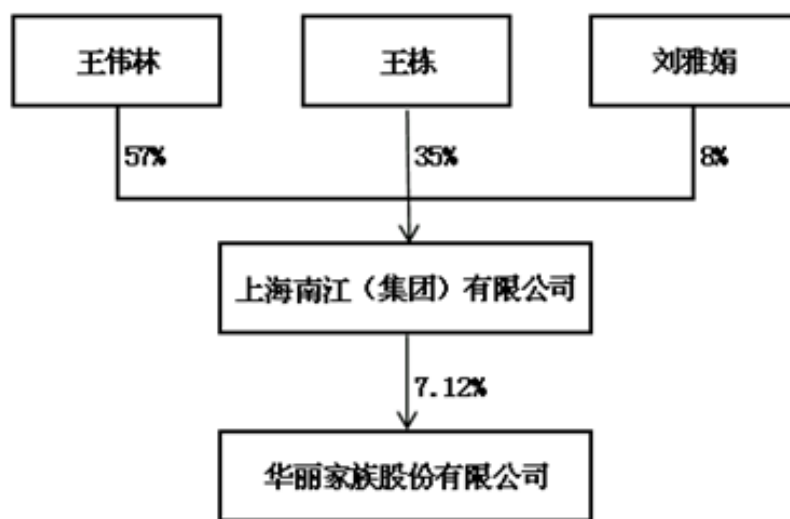 王伟林
王栋
刘雅娟
57%
35%
8%
上海南江（集团）有限公司
7.12%
华丽家族股份有限公司